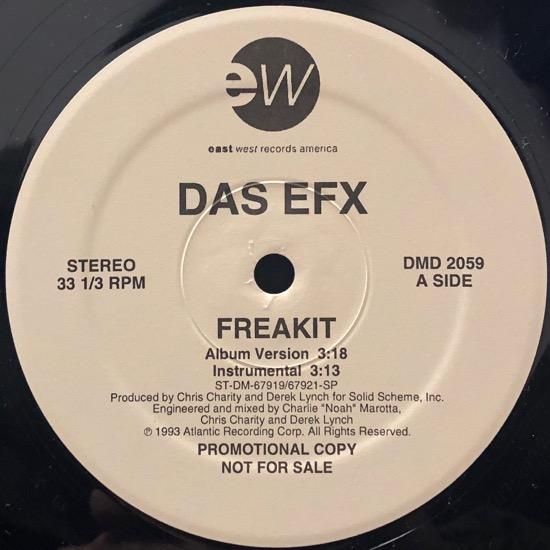 ew
east west records america
DAS EFX
STEREO
33 1/3 RPM
DMD 2059
A SIDE
FREAKIT
Album Version 3:18
Instrumental 3:13
ST-DM-67919/67921-SP
Produced by Chris Charity and Derek Lynch for Solid Scheme, Inc.
Engineered and mixed by Charlie "Noah" Marotta,
Chris Charity and Derek Lynch
℗ 1993 Atlantic Recording Corp. All Rights Reserved.
PROMOTIONAL COPY
NOT FOR SALE